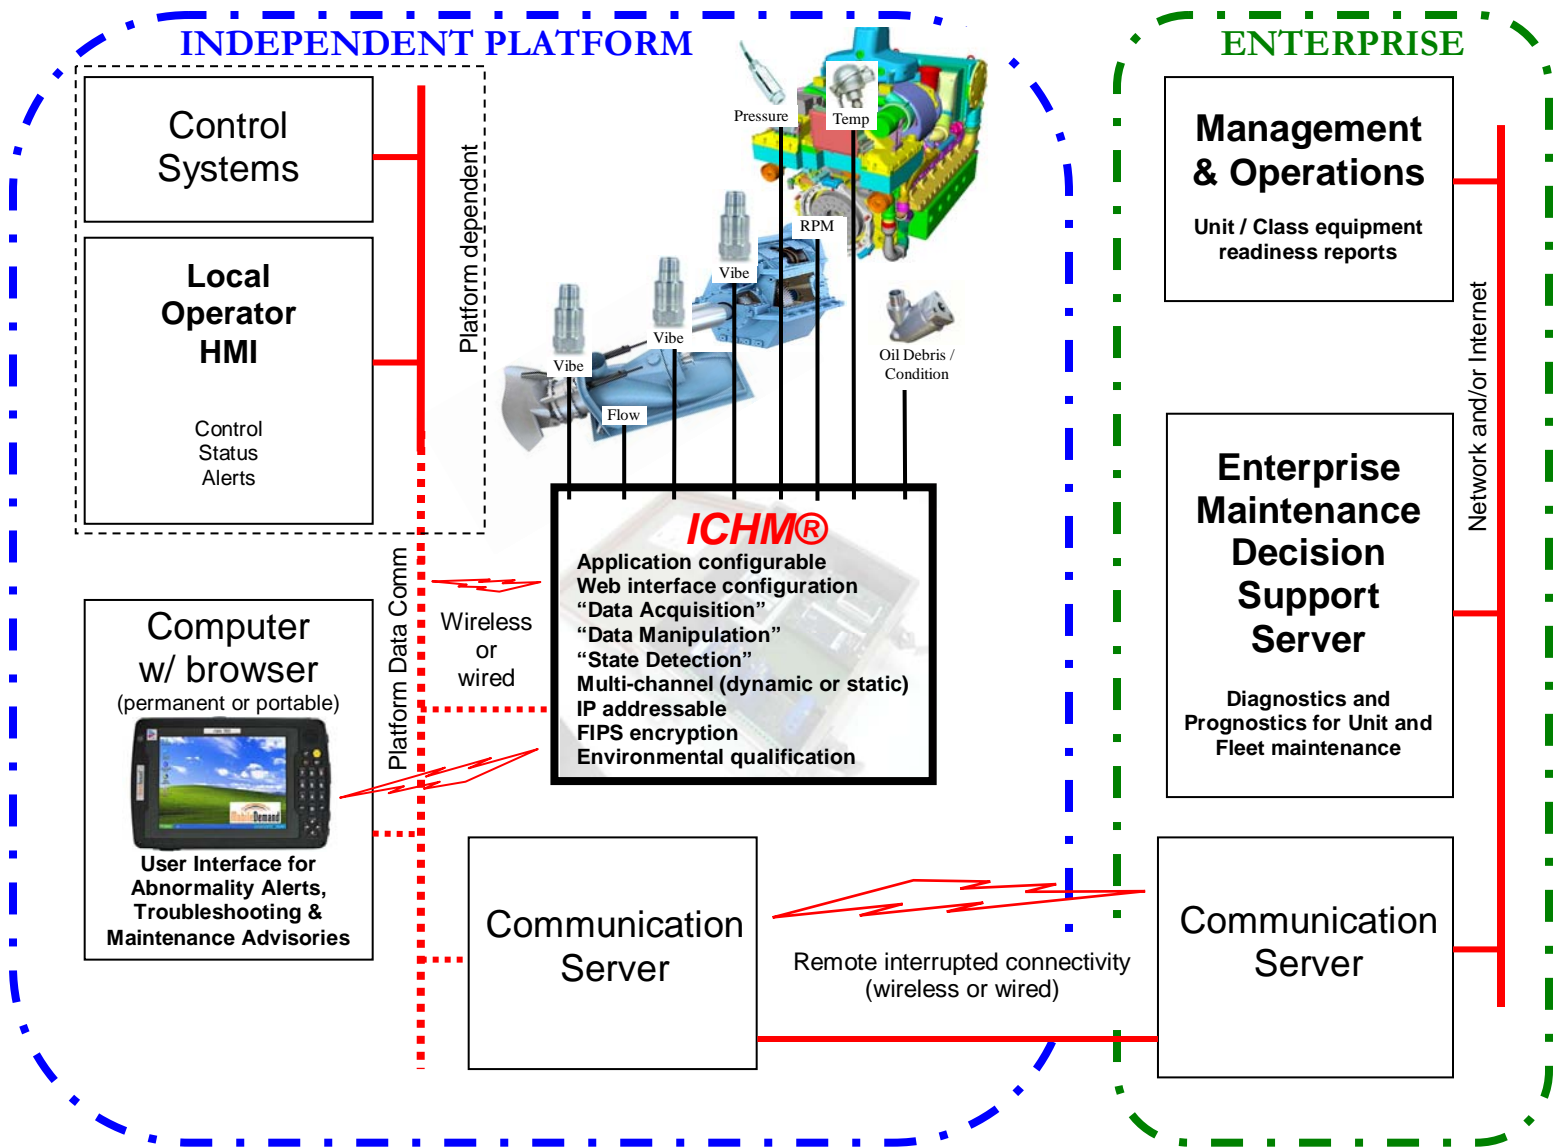 INDEPENDENT PLATFORM
ENTERPRISE
Control
Systems
Local
Operator
HMI
Control
Status
Alerts
Platform dependent
Pressure
Temp
RPM
Vibe
Vibe
Vibe
Flow
Oil Debris /
Condition
ICHM®
Application configurable
Web interface configuration
“Data Acquisition”
“Data Manipulation”
“State Detection”
Multi-channel (dynamic or static)
IP addressable
FIPS encryption
Environmental qualification
Platform Data Comm
Wireless
or
wired
Computer
w/ browser
(permanent or portable)
MobileDemand
User Interface for
Abnormality Alerts,
Troubleshooting &
Maintenance Advisories
Communication
Server
Remote interrupted connectivity
(wireless or wired)
Management
& Operations
Unit / Class equipment
readiness reports
Network and/or Internet
Enterprise
Maintenance
Decision
Support
Server
Diagnostics and
Prognostics for Unit and
Fleet maintenance
Communication
Server